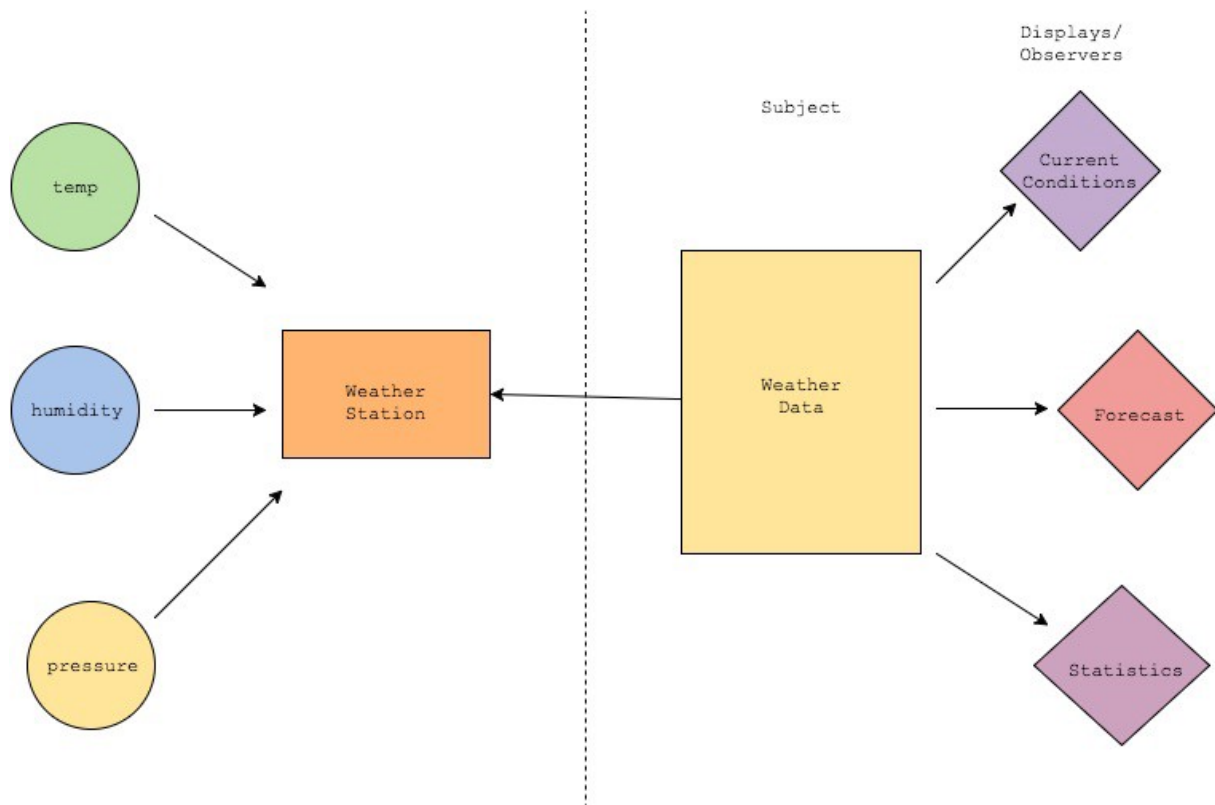 Displays/
Observers
Subject
Current
Conditions
temp
Weather
Station
Weather
Data
humidity
Forecast
pressure
Statistics